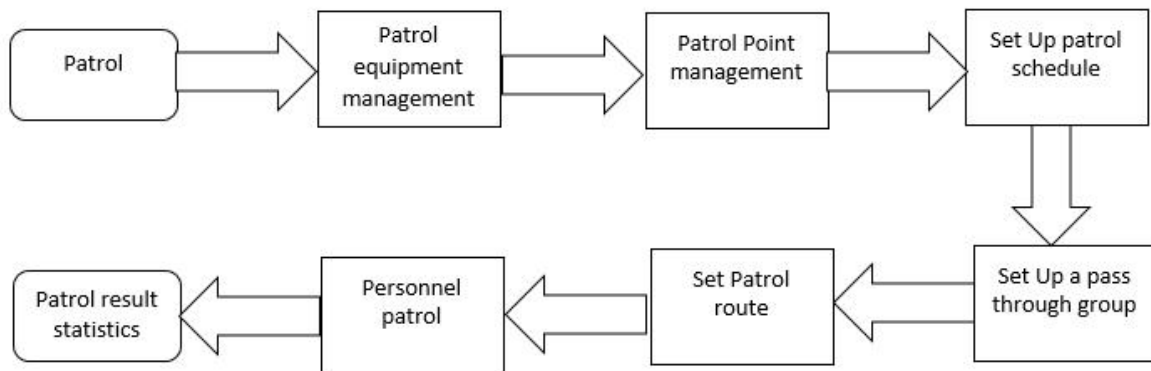 Patrol
Patrol
equipment
management
Patrol Point
management
Set Up patrol
schedule
Set Up a pass
through group
Set Patrol
route
Personnel
patrol
Patrol result
statistics